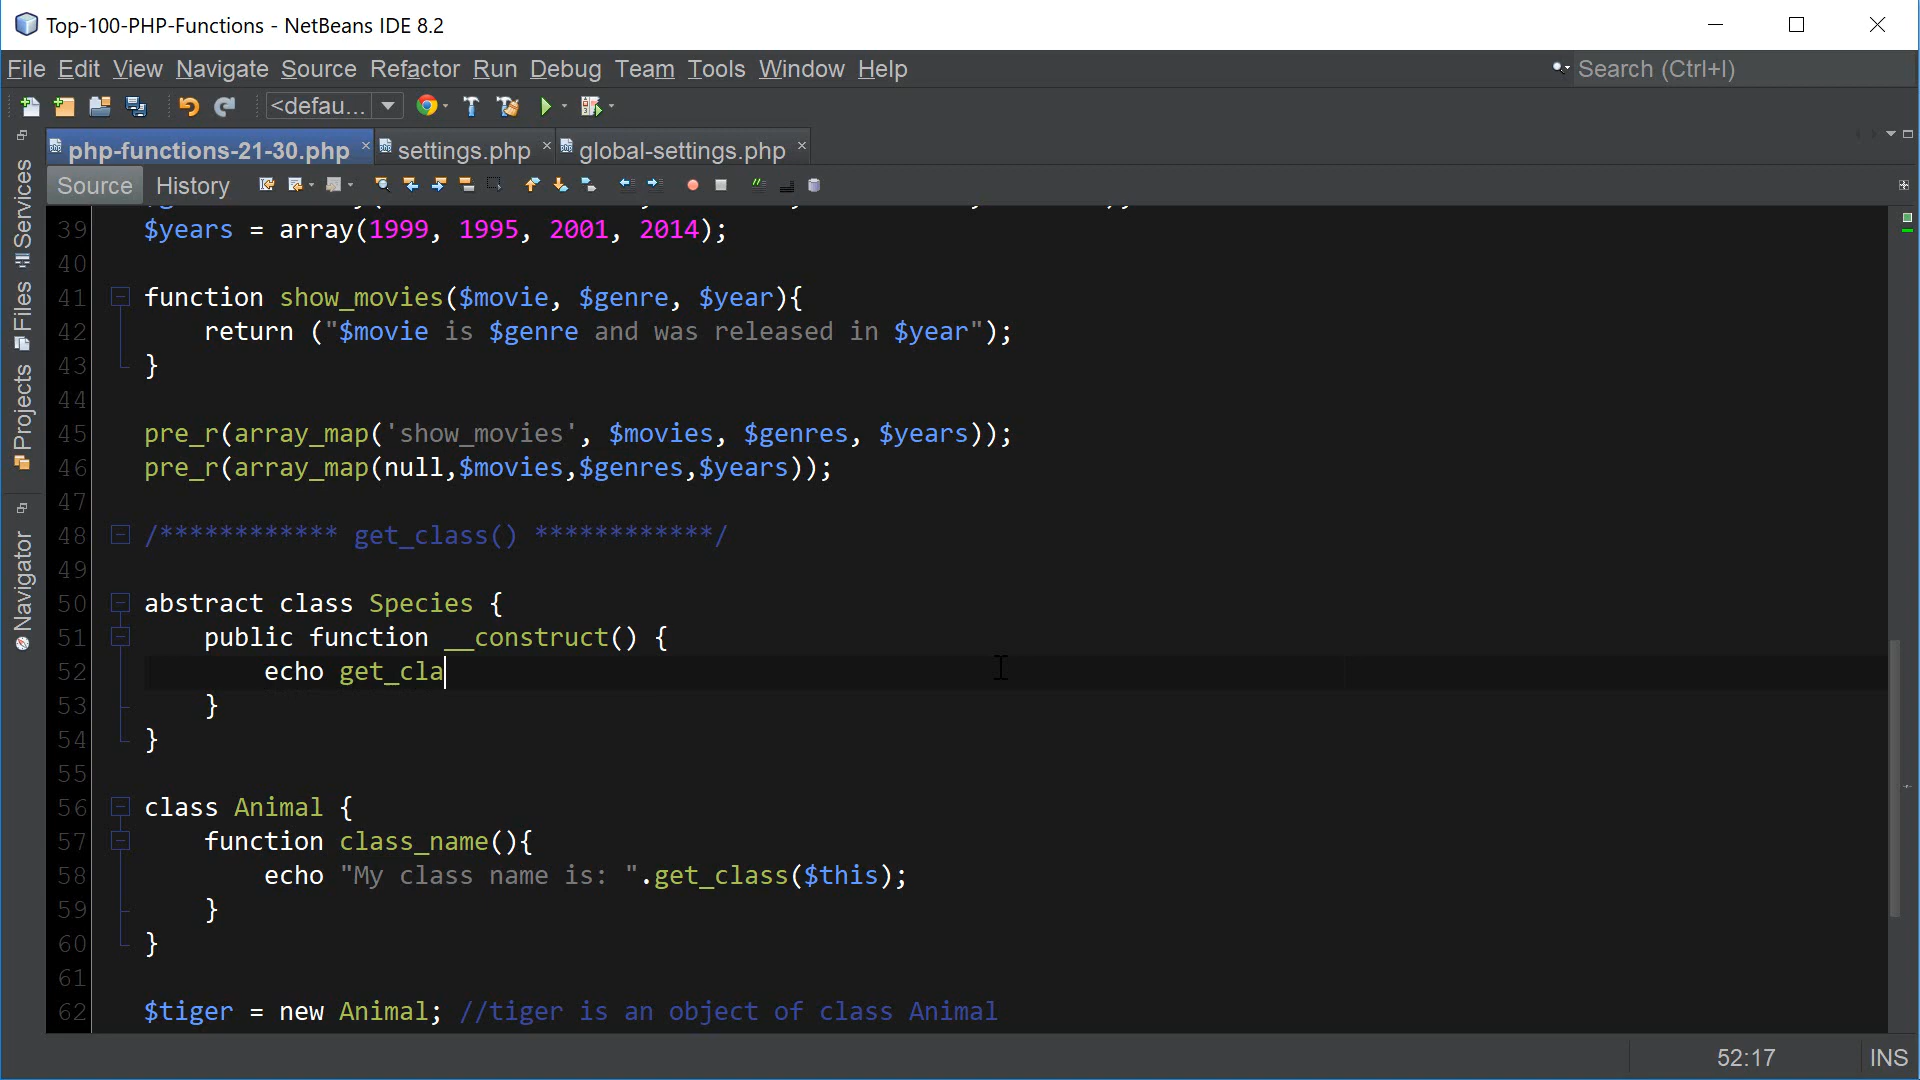 Top-100-PHP-Functions - NetBeans IDE 8.2
File Edit View Navigate Source Refactor Run Debug Team Tools Window Help
Search (Ctrl+I)
<defau...
php-functions-21-30.php
settings.php
global-settings.php
Source History
Services
Files
Projects
Navigator
39 $years = array(1999, 1995, 2001, 2014);
40
41 function show_movies($movie, $genre, $year){
42 return ("$movie is $genre and was released in $year");
43 }
44
45 pre_r(array_map('show_movies', $movies, $genres, $years));
46 pre_r(array_map(null,$movies,$genres,$years));
47
48 /************ get_class() ************/
49
50 abstract class Species {
51 public function __construct() {
52 echo get_cla
53 }
54 }
55
56 class Animal {
57 function class_name(){
58 echo "My class name is: ".get_class($this);
59 }
60 }
61
62 $tiger = new Animal; //tiger is an object of class Animal
52:17
INS